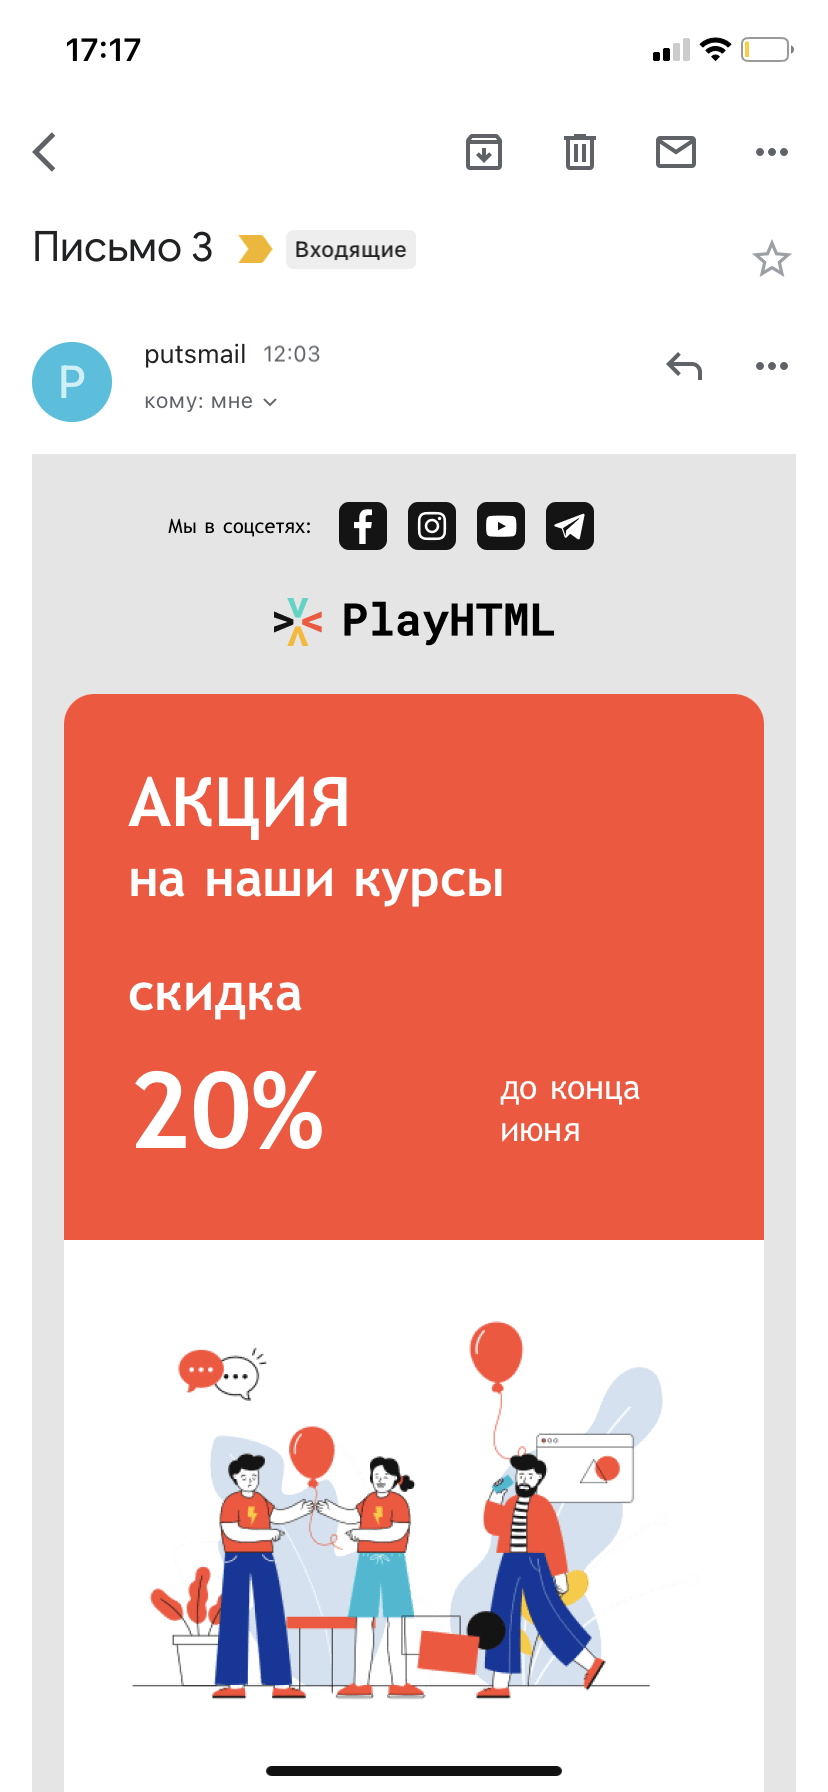 17:17
Письмо 3 Входящие
P
putsmail 12:03
кому: мне
Мы в соцсетях:
PlayHTML
АКЦИЯ
на наши курсы
скидка
20%
до конца
июня